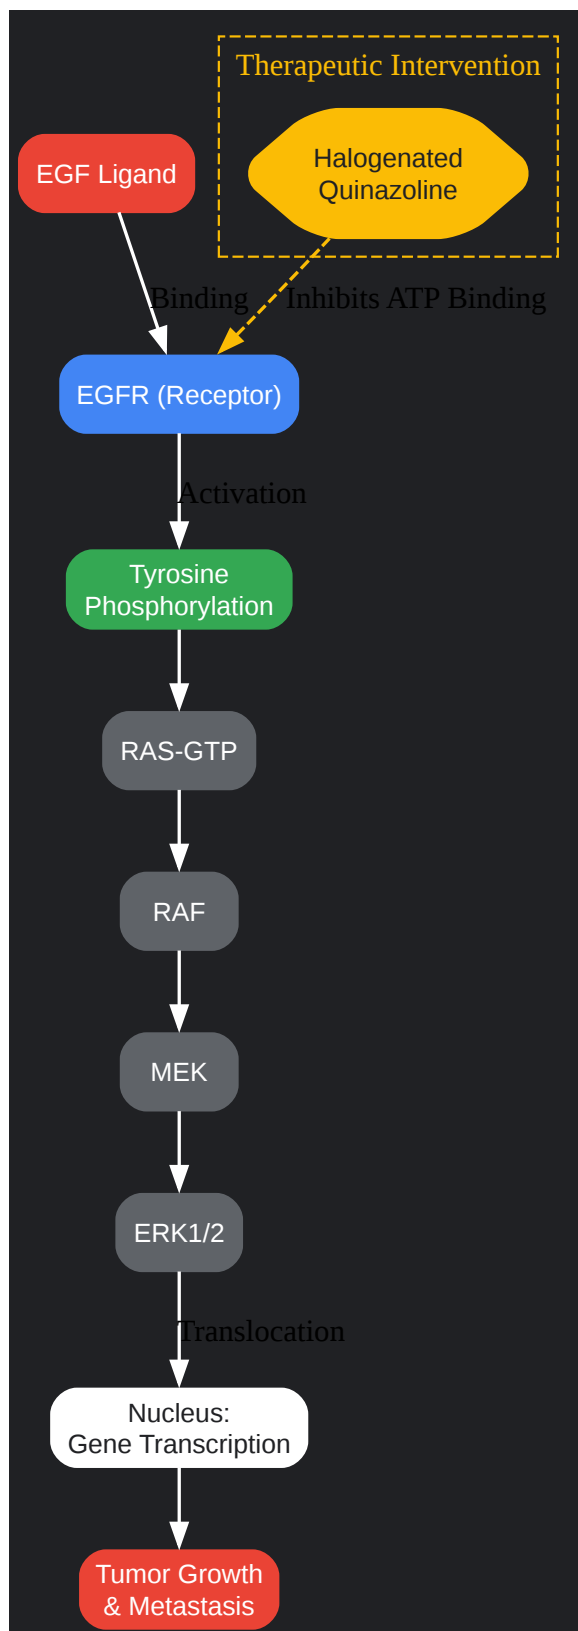 Therapeutic Intervention
EGF Ligand
Halogenated
Quinazoline
Binding
Inhibits ATP Binding
EGFR (Receptor)
Activation
Tyrosine
Phosphorylation
RAS-GTP
RAF
MEK
ERK1/2
Translocation
Nucleus:
Gene Transcription
Tumor Growth
& Metastasis